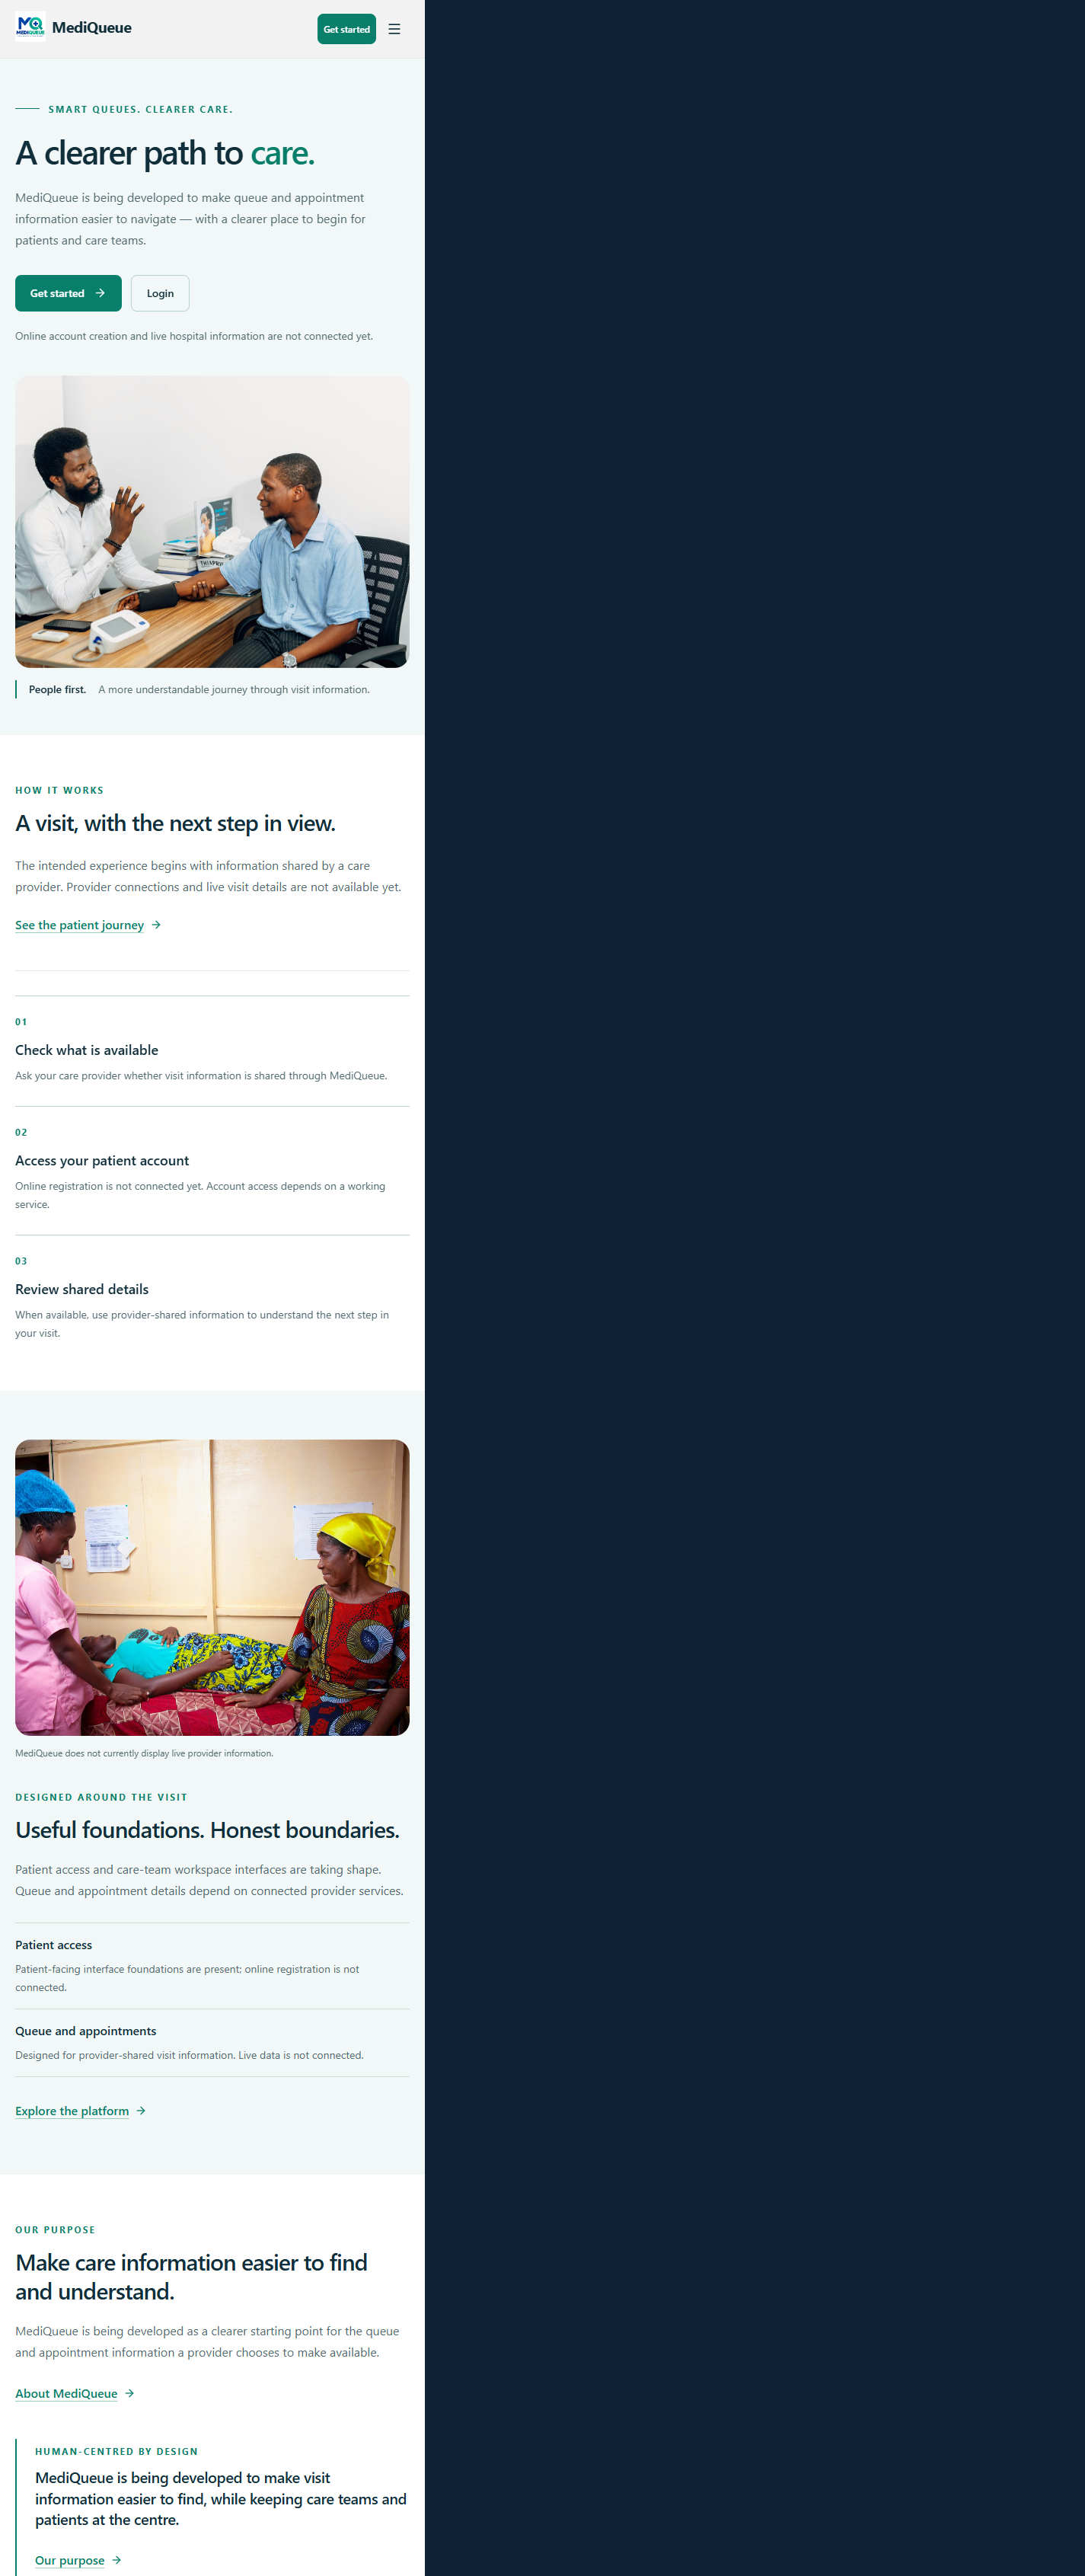 MQ
MEDIQUEUE
MediQueue
Get started
SMART QUEUES. CLEARER CARE.
A clearer path to care.
MediQueue is being developed to make queue and appointment
information easier to navigate — with a clearer place to begin for
patients and care teams.
Get started
Login
Online account creation and live hospital information are not connected yet.
People first. A more understandable journey through visit information.
HOW IT WORKS
A visit, with the next step in view.
The intended experience begins with information shared by a care
provider. Provider connections and live visit details are not available yet.
See the patient journey
01
Check what is available
Ask your care provider whether visit information is shared through MediQueue.
02
Access your patient account
Online registration is not connected yet. Account access depends on a working
service.
03
Review shared details
When available, use provider-shared information to understand the next step in
your visit.
MediQueue does not currently display live provider information.
DESIGNED AROUND THE VISIT
Useful foundations. Honest boundaries.
Patient access and care-team workspace interfaces are taking shape.
Queue and appointment details depend on connected provider services.
Patient access
Patient-facing interface foundations are present; online registration is not
connected.
Queue and appointments
Designed for provider-shared visit information. Live data is not connected.
Explore the platform
OUR PURPOSE
Make care information easier to find
and understand.
MediQueue is being developed as a clearer starting point for the queue
and appointment information a provider chooses to make available.
About MediQueue
HUMAN-CENTRED BY DESIGN
MediQueue is being developed to make visit
information easier to find, while keeping care teams and
patients at the centre.
Our purpose